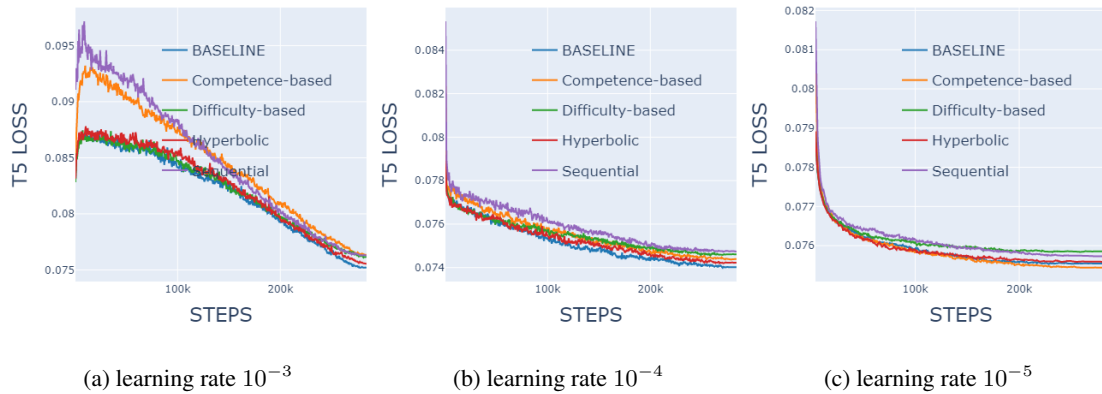 0.095
0.09
0.085
0.08
0.075
T5 LOSS
BASELINE
Competence-based
Difficulty-based
Hyperbolic
Sequential
100k
200k
STEPS
(a) learning rate 10⁻³
0.084
0.082
0.08
0.078
0.076
0.074
T5 LOSS
BASELINE
Competence-based
Difficulty-based
Hyperbolic
Sequential
100k
200k
STEPS
(b) learning rate 10⁻⁴
0.082
0.081
0.08
0.079
0.078
0.077
0.076
T5 LOSS
BASELINE
Competence-based
Difficulty-based
Hyperbolic
Sequential
100k
200k
STEPS
(c) learning rate 10⁻⁵